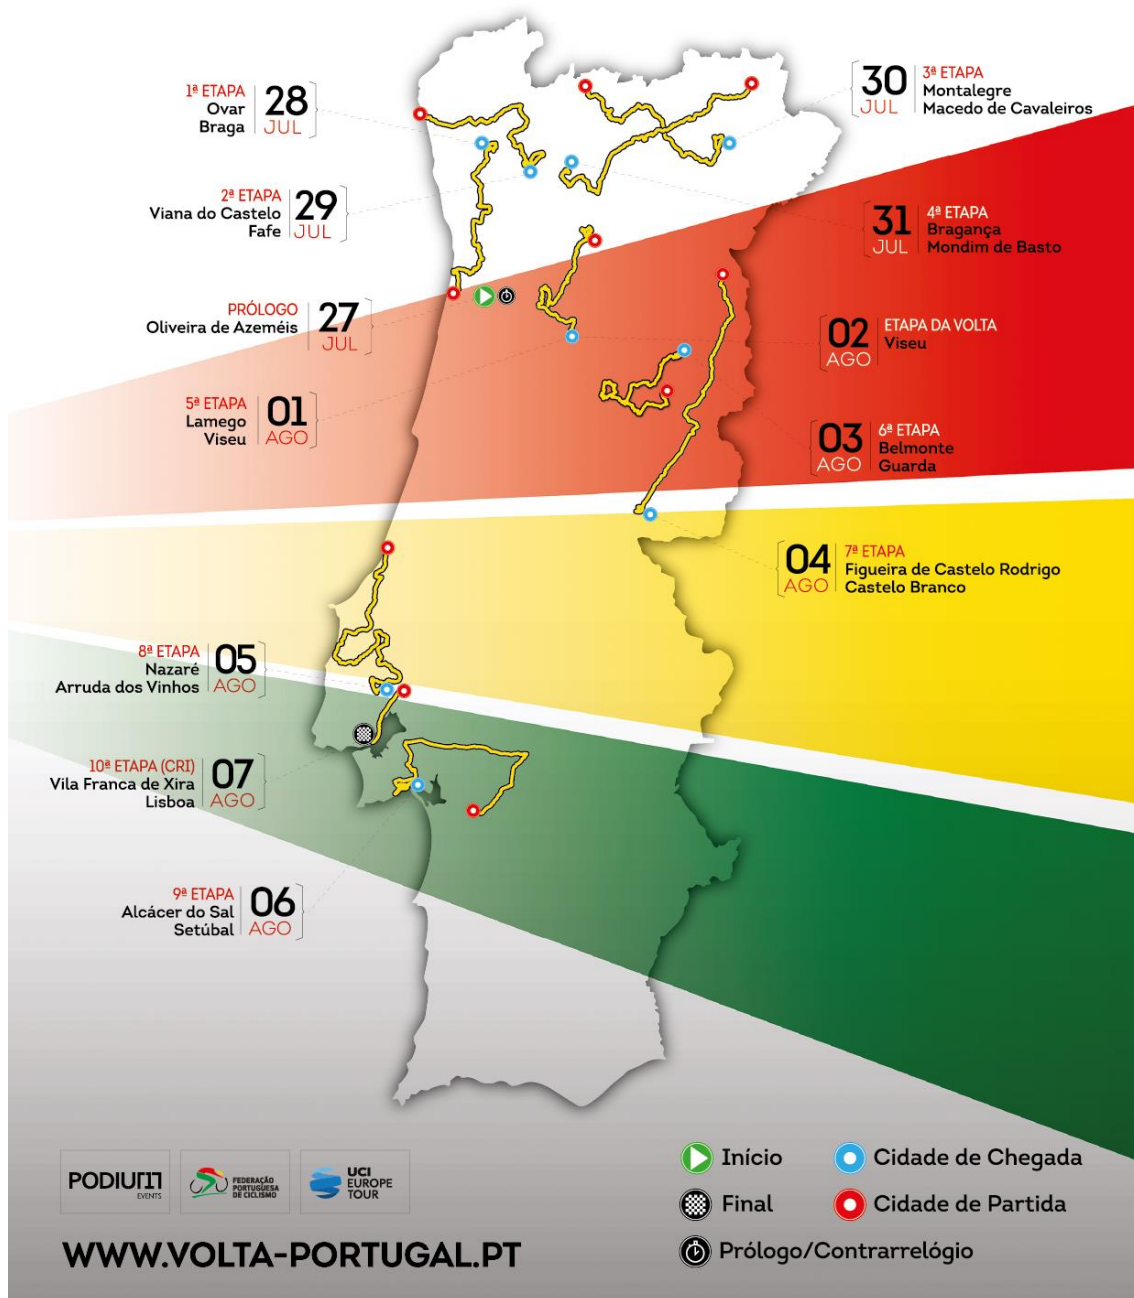 1ª ETAPA
Ovar
Braga
28
JUL
2ª ETAPA
Viana do Castelo
Fafe
29
JUL
PRÓLOGO
Oliveira de Azeméis
27
JUL
5ª ETAPA
Lamego
Viseu
01
AGO
30
JUL
3ª ETAPA
Montalegre
Macedo de Cavaleiros
31
JUL
4ª ETAPA
Bragança
Mondim de Basto
02
AGO
ETAPA DA VOLTA
Viseu
03
AGO
6ª ETAPA
Belmonte
Guarda
04
AGO
7ª ETAPA
Figueira de Castelo Rodrigo
Castelo Branco
8ª ETAPA
Nazaré
Arruda dos Vinhos
05
AGO
10ª ETAPA (CRI)
Vila Franca de Xira
Lisboa
07
AGO
9ª ETAPA
Alcácer do Sal
Setúbal
06
AGO
PODIUM
EVENTS
FEDERAÇÃO
PORTUGUESA
DE CICLISMO
UCI
EUROPE
TOUR
WWW.VOLTA-PORTUGAL.PT
Início
Cidade de Chegada
Final
Cidade de Partida
Prólogo/Contrarrelógio